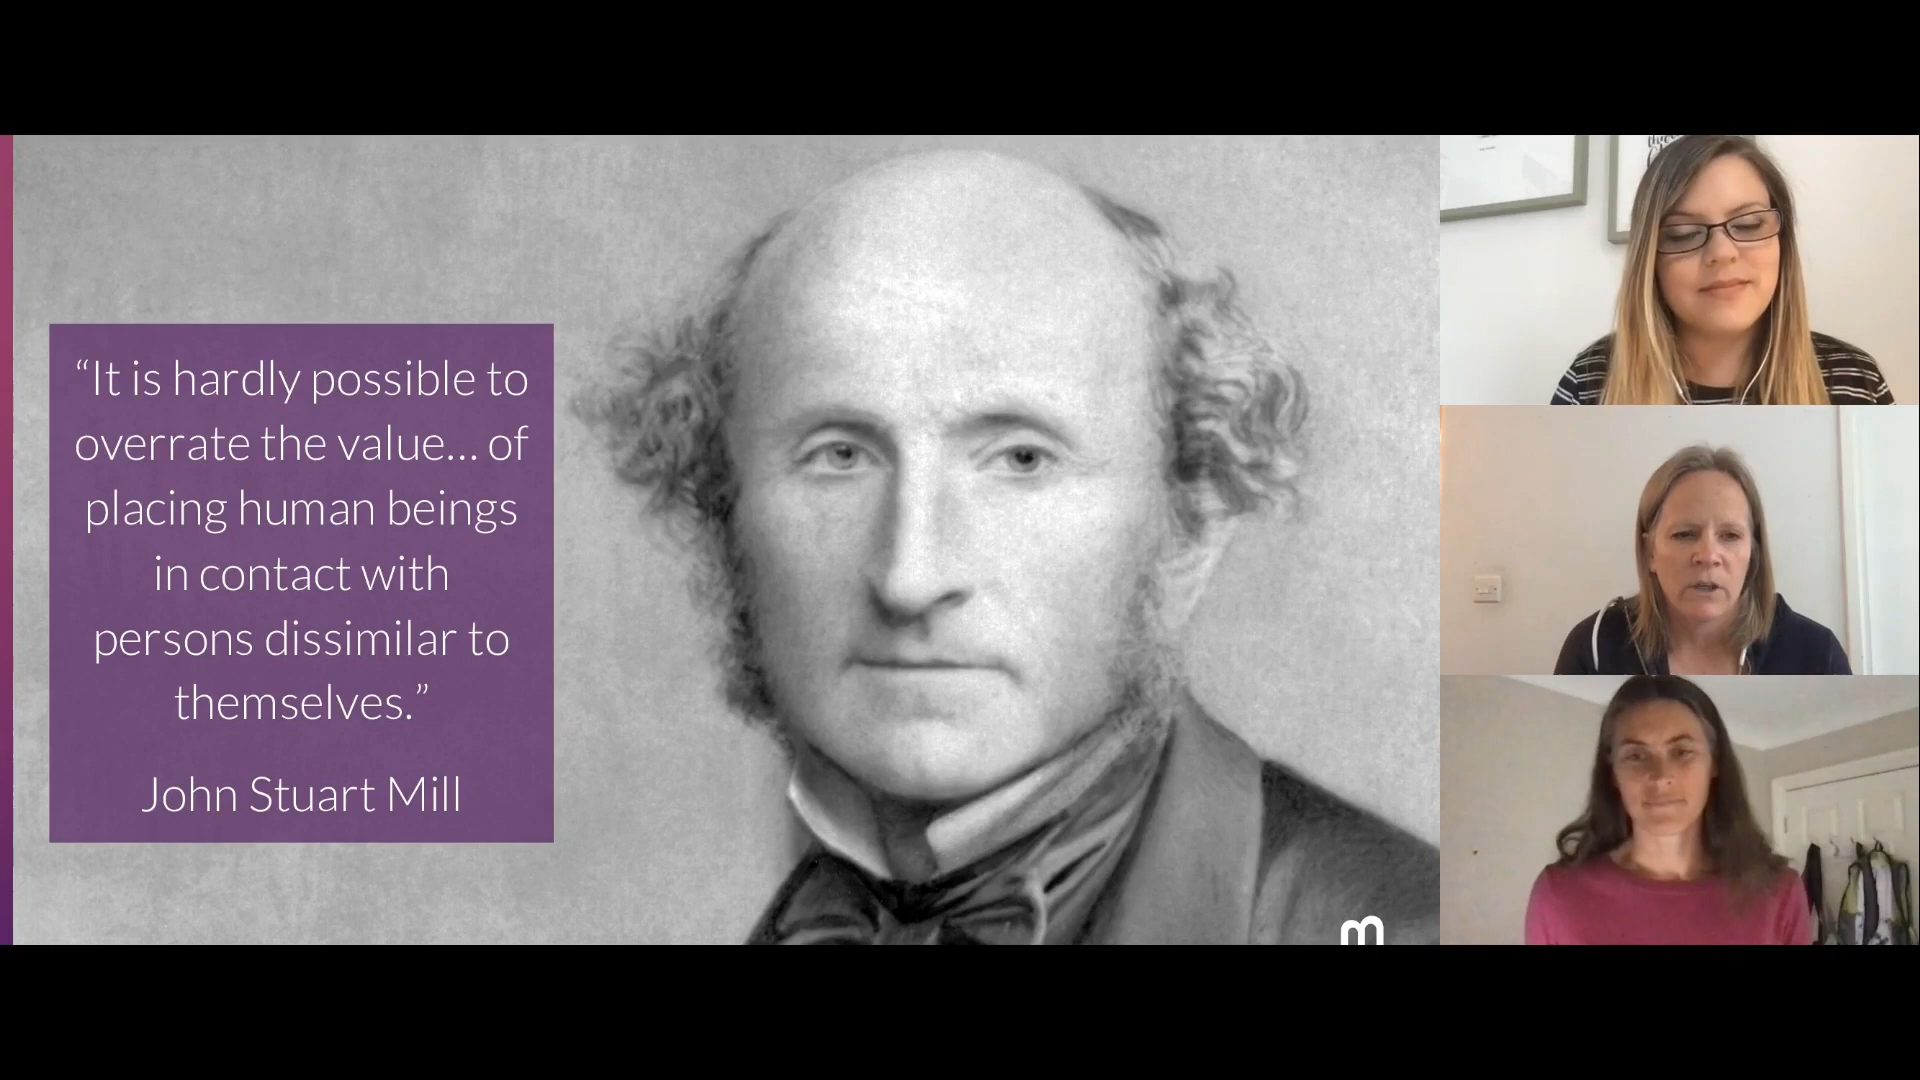 “It is hardly possible to
overrate the value... of
placing human beings
in contact with
persons dissimilar to
themselves.”
John Stuart Mill
m